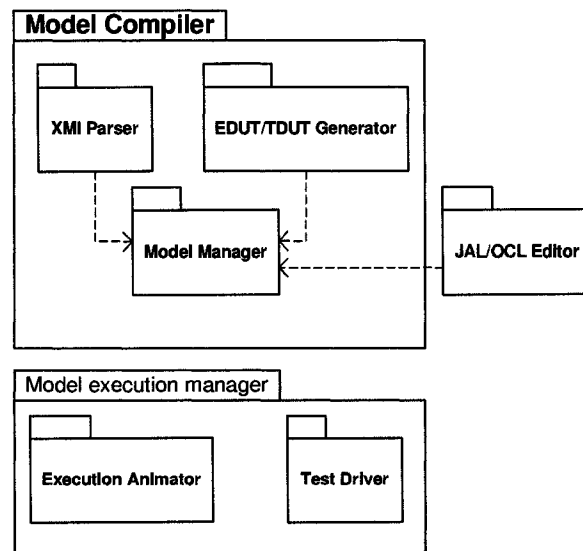 Model Compiler
XMI Parser
EDUT/TDUT Generator
Model Manager
JAL/OCL Editor
Model execution manager
Execution Animator
Test Driver